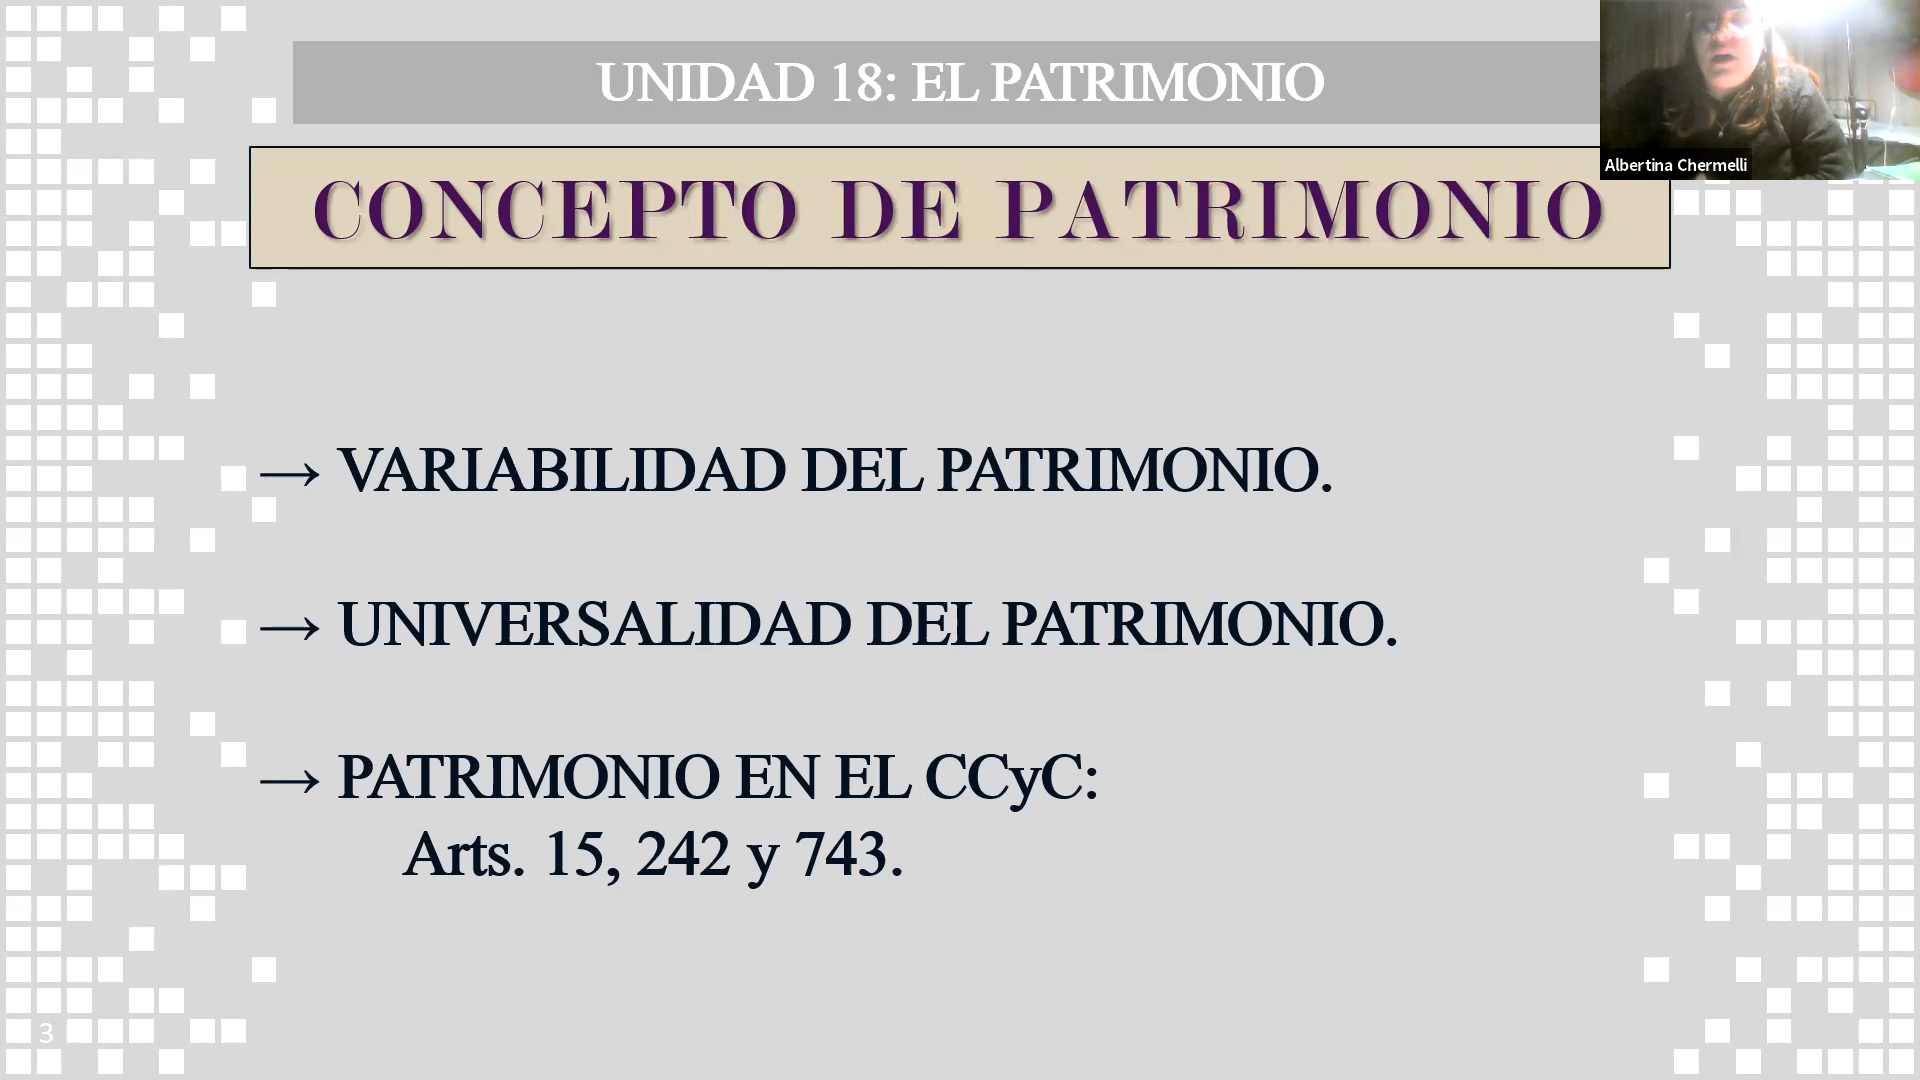 UNIDAD 18: EL PATRIMONIO
Albertina Chermelli
CONCEPTO DE PATRIMONIO
→ VARIABILIDAD DEL PATRIMONIO.
→ UNIVERSALIDAD DEL PATRIMONIO.
→ PATRIMONIO EN EL CCyC:
Arts. 15, 242 y 743.
3